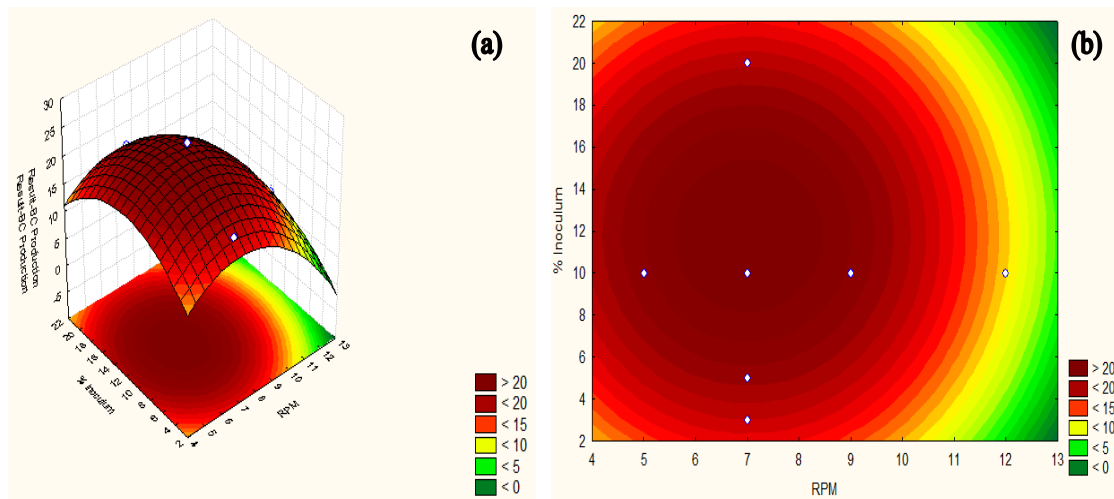 (a)
30
25
20
15
10
5
0
-5
Result-BC Production
Result-BC Production
22 20 18 16 14 12 10 8 6 4 2
% Inoculum
4 5 6 7 8 9 10 11 12 13
RPM
> 20
< 20
< 15
< 10
< 5
< 0
(b)
22
20
18
16
14
12
10
8
6
4
2
% Inoculum
4 5 6 7 8 9 10 11 12 13
RPM
> 20
< 20
< 15
< 10
< 5
< 0